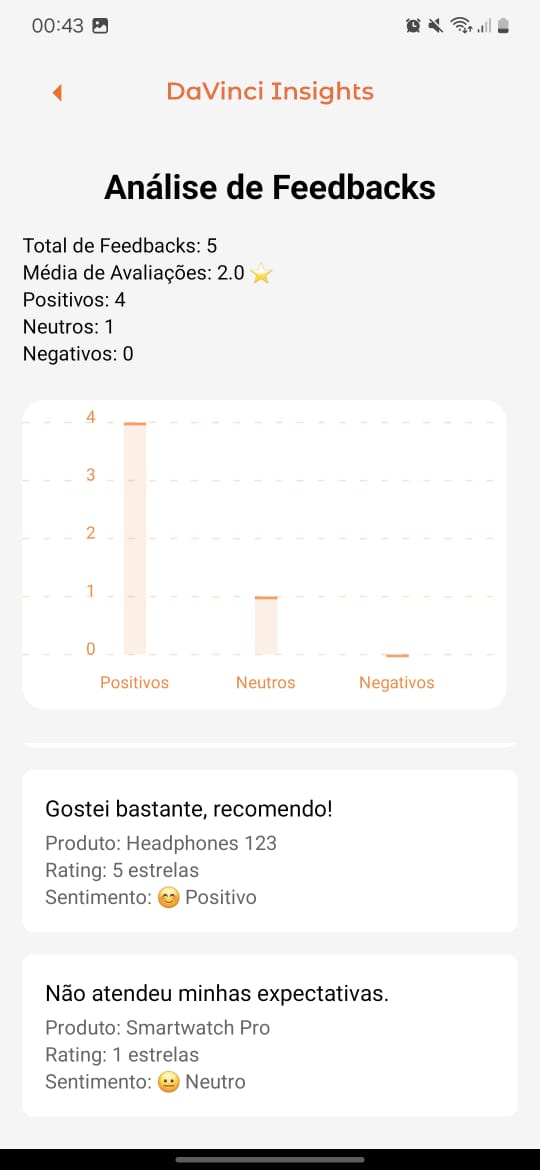 00:43
DaVinci Insights
Análise de Feedbacks
Total de Feedbacks: 5
Média de Avaliações: 2.0 ⭐
Positivos: 4
Neutros: 1
Negativos: 0
4
3
2
1
0
Positivos Neutros Negativos
Gostei bastante, recomendo!
Produto: Headphones 123
Rating: 5 estrelas
Sentimento: 😊 Positivo
Não atendeu minhas expectativas.
Produto: Smartwatch Pro
Rating: 1 estrelas
Sentimento: 😐 Neutro